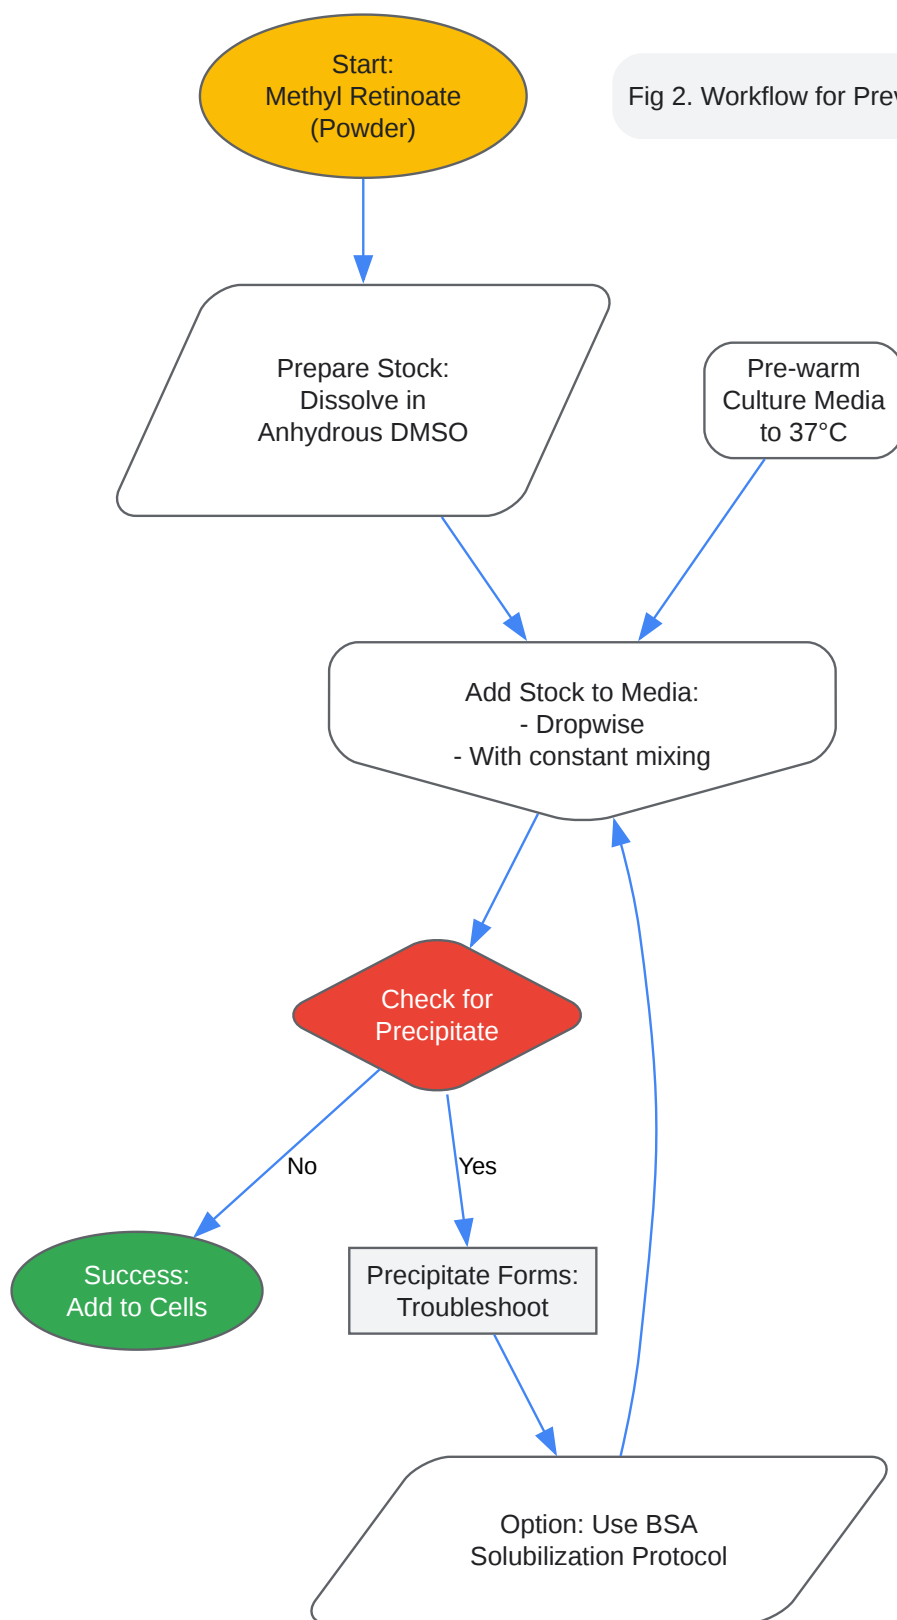 Start:
Methyl Retinoate
(Powder)
Fig 2. Workflow for
Prepare Stock:
Dissolve in
Anhydrous DMSO
Pre-warm
Culture Media
to 37°C
Add Stock to Media:
- Dropwise
- With constant mixing
Check for
Precipitate
No
Yes
Success:
Add to Cells
Precipitate Forms:
Troubleshoot
Option: Use BSA
Solubilization Protocol